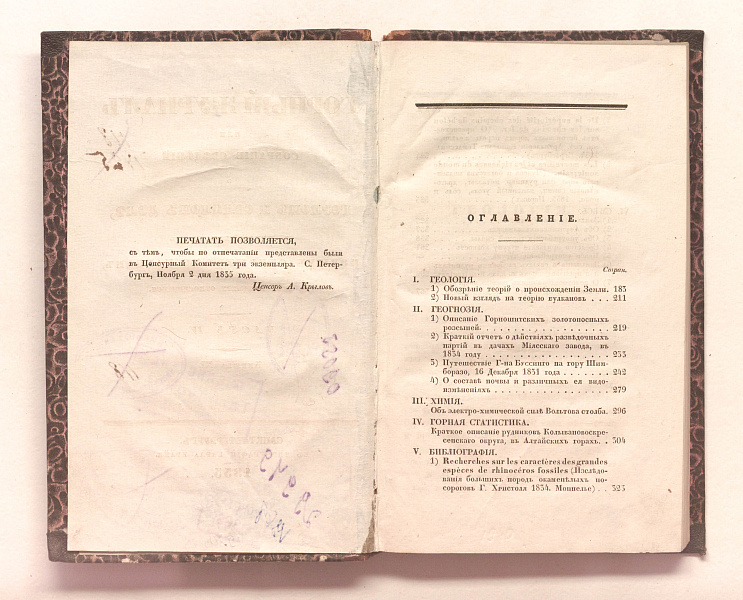 ПЕЧАТАТЬ ПОЗВОЛЯЕТСЯ,
съ тѣмъ, чтобы по отпечатаніи представлены были
въ Ценсурный Комитетъ три экземпляра. С. Петер-
бургъ, Ноября 2 дня 1835 года.
Ценсоръ А. Крыловъ.
ОГЛАВЛЕНІЕ.
Стран.
I. ГЕОЛОГІЯ.
1) Обозрѣніе теорій о происхожденіи Земли. 183
2) Новый взглядъ на теорію вулкановъ . . . 211
II. ГЕОГНОЗІЯ.
1) Описаніе Горнощитскихъ золотоносныхъ
розсыпей. . . . . . . . . . . . . . . . . . . 219
2) Краткій отчетъ о дѣйствіяхъ развѣдочныхъ
партій въ дачахъ Міясскаго завода, въ
1834 году . . . . . . . . . . . . . . . . . . 233
3) Путешествіе Г-на Буссинго на гору Шим-
боразо, 16 Декабря 1831 года . . . . . . . 242
4) О составѣ почвы и различныхъ ея видо-
измѣненіяхъ . . . . . . . . . . . . . . . . . 279
III. ХИМІЯ.
Объ электро-химической силѣ Вольтова столба. 296
IV. ГОРНАЯ СТАТИСТИКА.
Краткое описаніе рудниковъ Колывановоскре-
сенскаго округа, въ Алтайскихъ горахъ. . 304
V. БИБЛІОГРАФІЯ.
1) Recherches sur les caractères des grandes
espèces de rhinocéros fossiles (Изслѣдо-
ванія большихъ породъ окаменѣлыхъ но-
сороговъ Г. Христоля 1834. Монпелье) . . 323